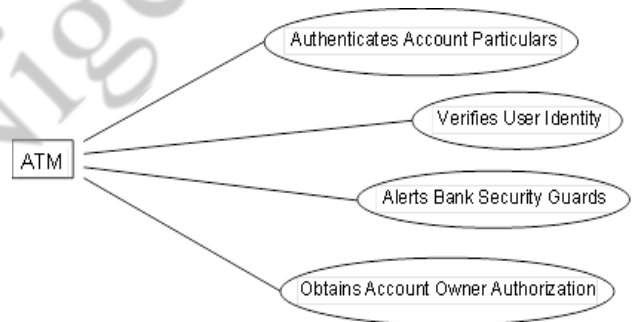 Authenticates Account Particulars
Verifies User Identity
ATM
Alerts Bank Security Guards
Obtains Account Owner Authorization